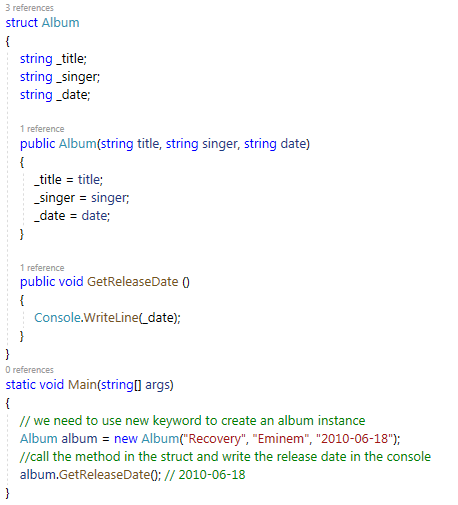 3 references
struct Album
{
string _title;
string _singer;
string _date;
1 reference
public Album(string title, string singer, string date)
{
_title = title;
_singer = singer;
_date = date;
}
1 reference
public void GetReleaseDate ()
{
Console.WriteLine(_date);
}
}
0 references
static void Main(string[] args)
{
// we need to use new keyword to create an album instance
Album album = new Album("Recovery", "Eminem", "2010-06-18");
//call the method in the struct and write the release date in the console
album.GetReleaseDate(); // 2010-06-18
}